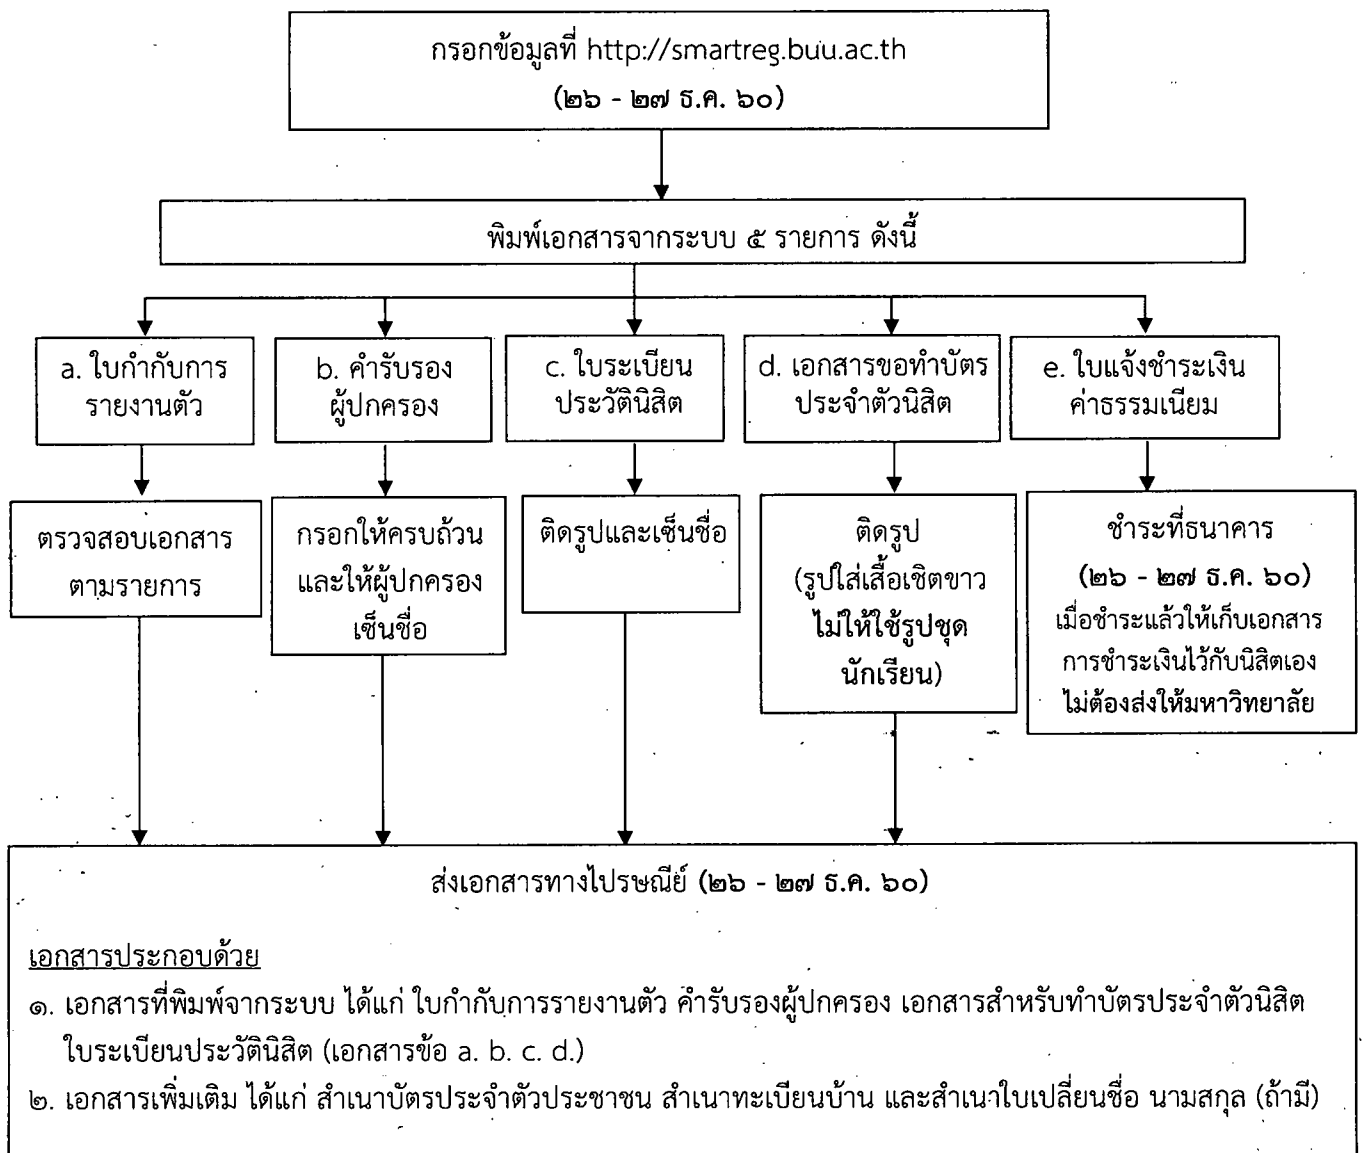 กรอกข้อมูลที่ http://smartreg.buu.ac.th
(๒๖ - ๒๗ ธ.ค. ๖๐)
พิมพ์เอกสารจากระบบ ๕ รายการ ดังนี้
a. ใบกำกับการ
รายงานตัว
b. คำรับรอง
ผู้ปกครอง
c. ใบระเบียน
ประวัตินิสิต
d. เอกสารขอทำบัตร
ประจำตัวนิสิต
e. ใบแจ้งชำระเงิน
ค่าธรรมเนียม
ตรวจสอบเอกสาร
ตามรายการ
กรอกให้ครบถ้วน
และให้ผู้ปกครอง
เซ็นชื่อ
ติดรูปและเซ็นชื่อ
ติดรูป
(รูปใส่เสื้อเชิตขาว
ไม่ให้ใช้รูปชุด
นักเรียน)
ชำระที่ธนาคาร
(๒๖ - ๒๗ ธ.ค. ๖๐)
เมื่อชำระแล้วให้เก็บเอกสาร
การชำระเงินไว้กับนิสิตเอง
ไม่ต้องส่งให้มหาวิทยาลัย
ส่งเอกสารทางไปรษณีย์ (๒๖ - ๒๗ ธ.ค. ๖๐)
เอกสารประกอบด้วย
๑. เอกสารที่พิมพ์จากระบบ ได้แก่ ใบกำกับการรายงานตัว คำรับรองผู้ปกครอง เอกสารสำหรับทำบัตรประจำตัวนิสิต
ใบระเบียนประวัตินิสิต (เอกสารข้อ a. b. c. d.)
๒. เอกสารเพิ่มเติม ได้แก่ สำเนาบัตรประจำตัวประชาชน สำเนาทะเบียนบ้าน และสำเนาใบเปลี่ยนชื่อ นามสกุล (ถ้ามี)